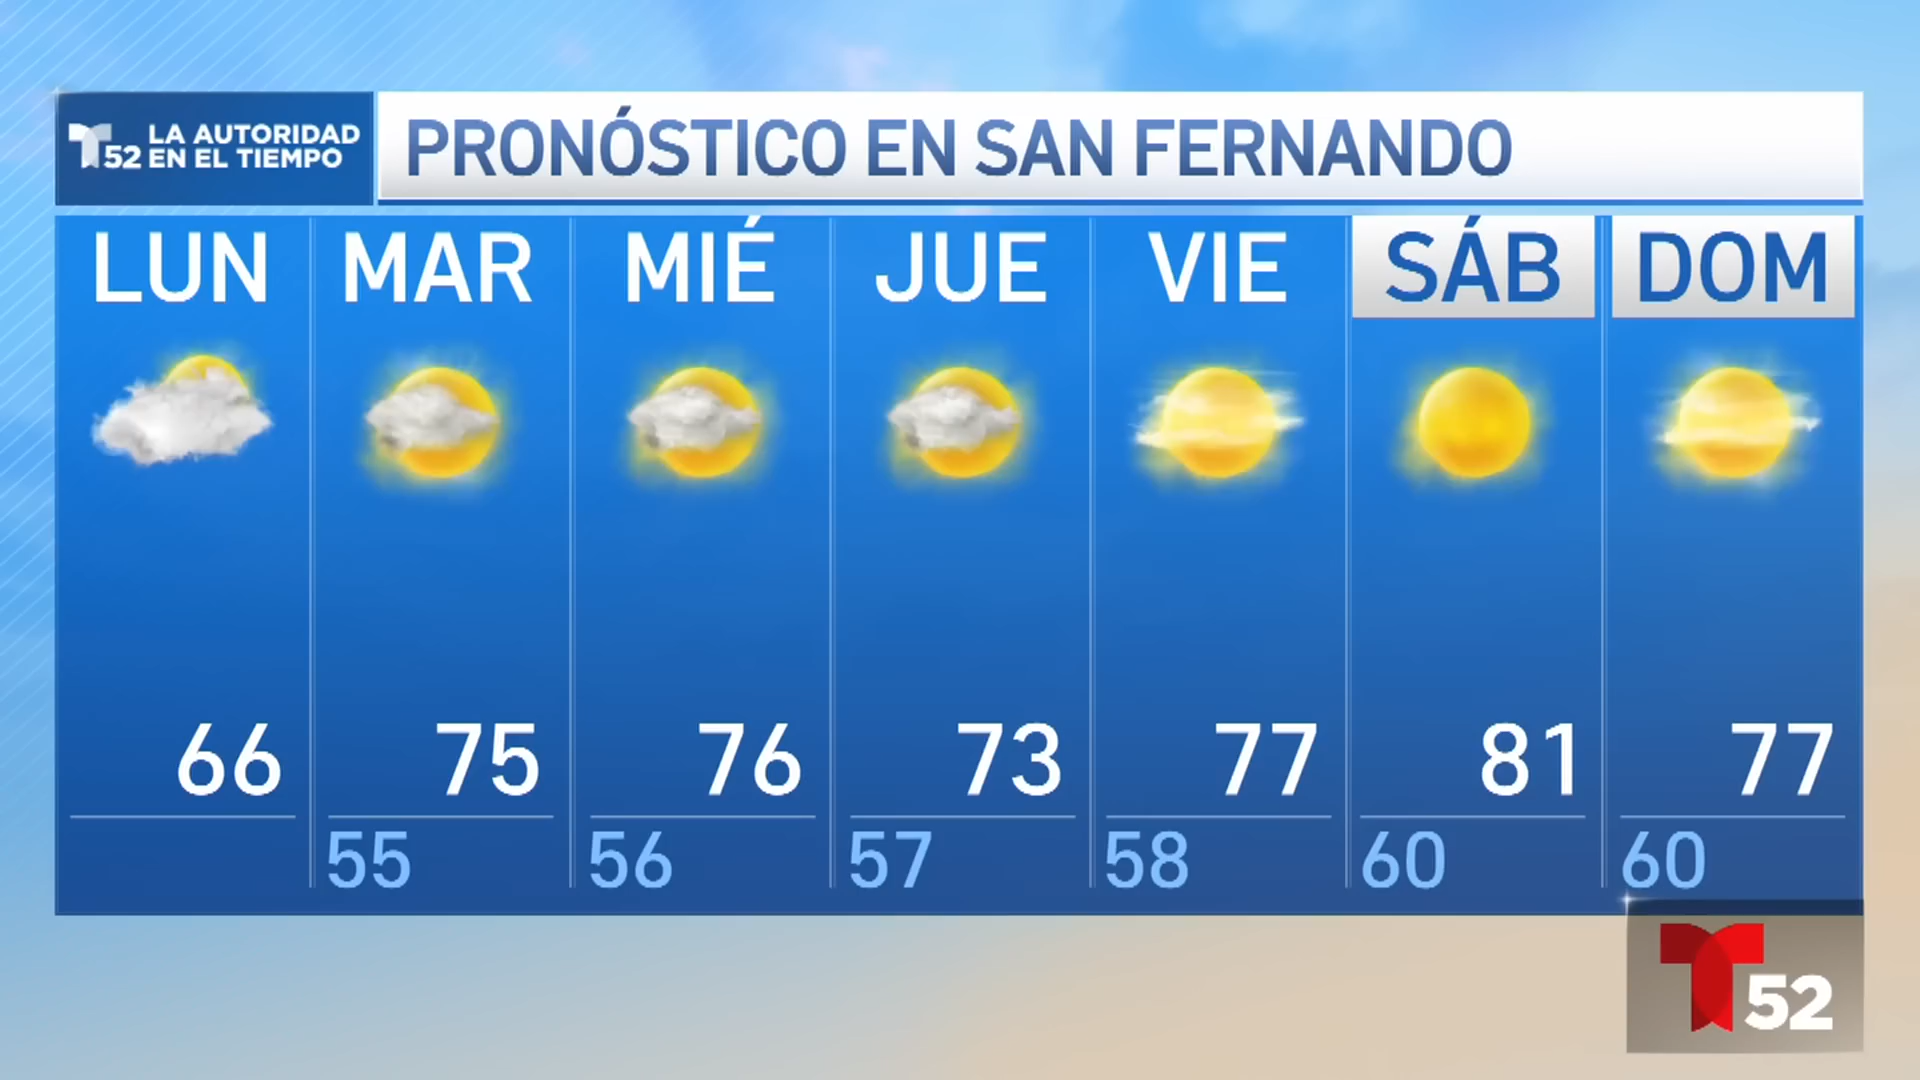 52 LA AUTORIDAD
EN EL TIEMPO
PRONÓSTICO EN SAN FERNANDO
LUN MAR MIÉ JUE VIE SÁB DOM
66 75 76 73 77 81 77
55 56 57 58 60 60
T 52